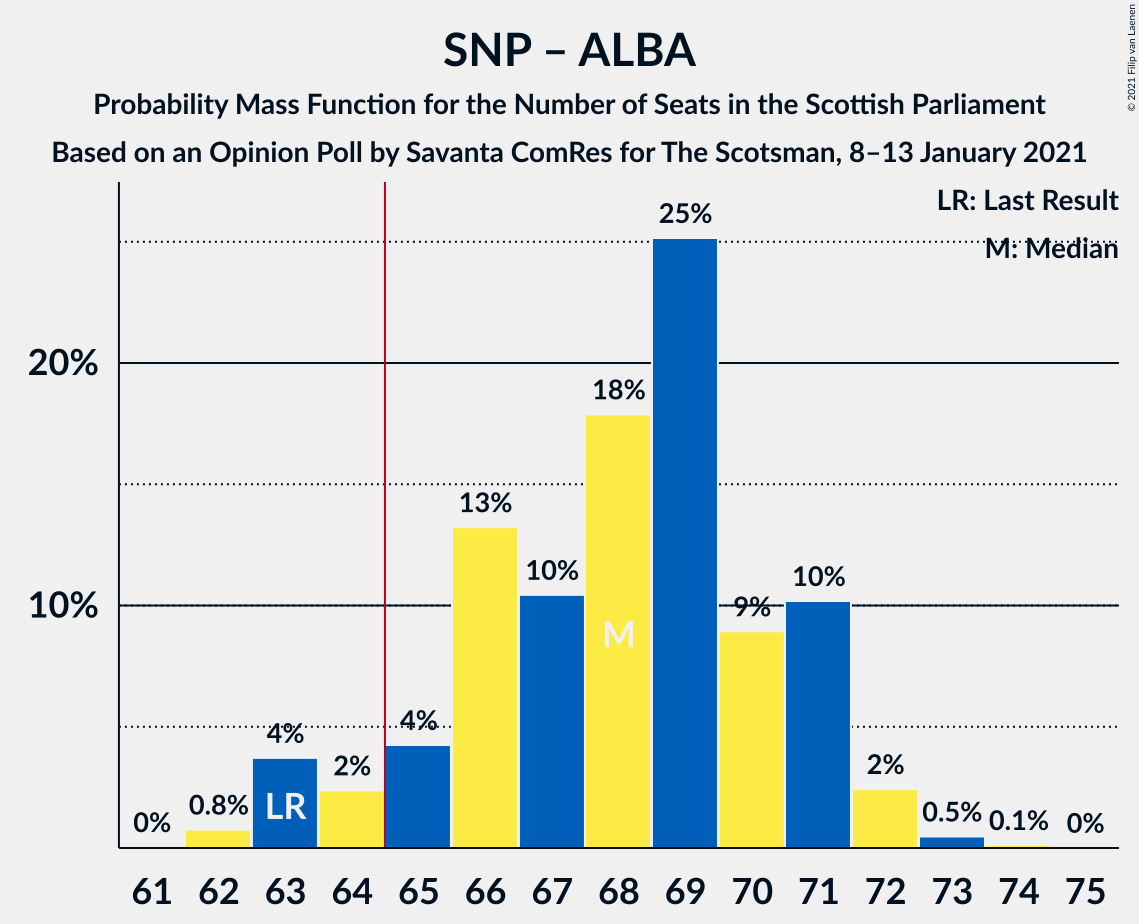 SNP – ALBA
Probability Mass Function for the Number of Seats in the Scottish Parliament
Based on an Opinion Poll by Savanta ComRes for The Scotsman, 8–13 January 2021
© 2021 Filip van Laenen
LR: Last Result
M: Median
25%
20%
18%
13%
10%
10%
10%
9%
M
4%
4%
2%
2%
0.8%
LR
0%
0.5%
0.1%
0%
61 62 63 64 65 66 67 68 69 70 71 72 73 74 75